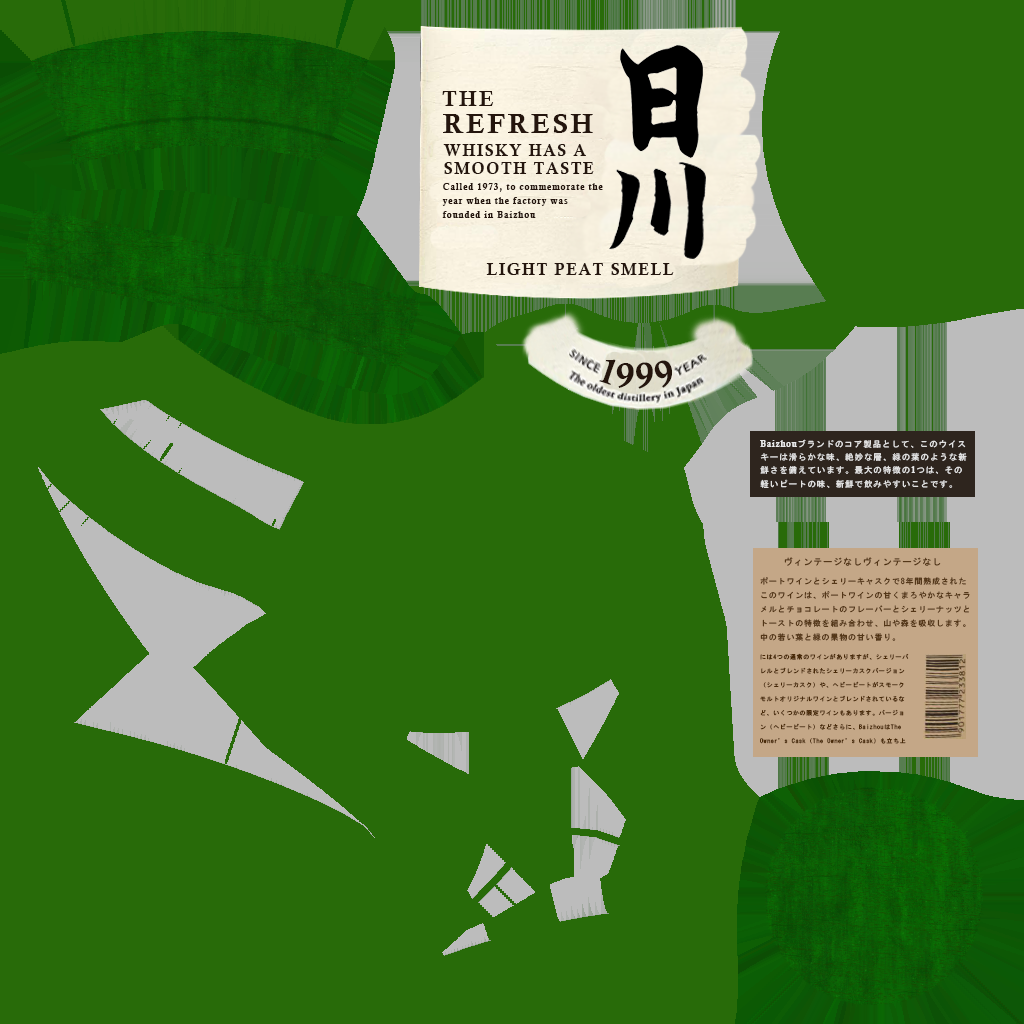 日川
THE
REFRESH
WHISKY HAS A
SMOOTH TASTE
Called 1973, to commemorate the
year when the factory was
founded in Baizhou
LIGHT PEAT SMELL
SINCE 1999 YEAR
The oldest distillery in Japan
Baizhouブランドのコア製品として、このウイス
キーは滑らかな味、絶妙な層、緑の葉のような新
鮮さを備えています。最大の特徴の1つは、その
軽いピートの味、新鮮で飲みやすいことです。
ヴィンテージなしヴィンテージなし
ポートワインとシェリーキャスクで8年間熟成された
このワインは、ポートワインの甘くまろやかなキャラ
メルとチョコレートのフレーバーとシェリーナッツと
トーストの特徴を組み合わせ、山や森を吸収します。
中の若い葉と緑の果物の甘い香り。
には4つの通常のワインがありますが、シェリーバ
レルとブレンドされたシェリーカスクバージョン
（シェリーカスク）や、ヘビーピートがスモーク
モルトオリジナルワインとブレンドされているな
ど、いくつかの限定ワインもあります。バージョ
ン（ヘビーピート）などさらに、BaizhouはThe
Owner's Cask（The Owner's Cask）も立ち上
901777233812